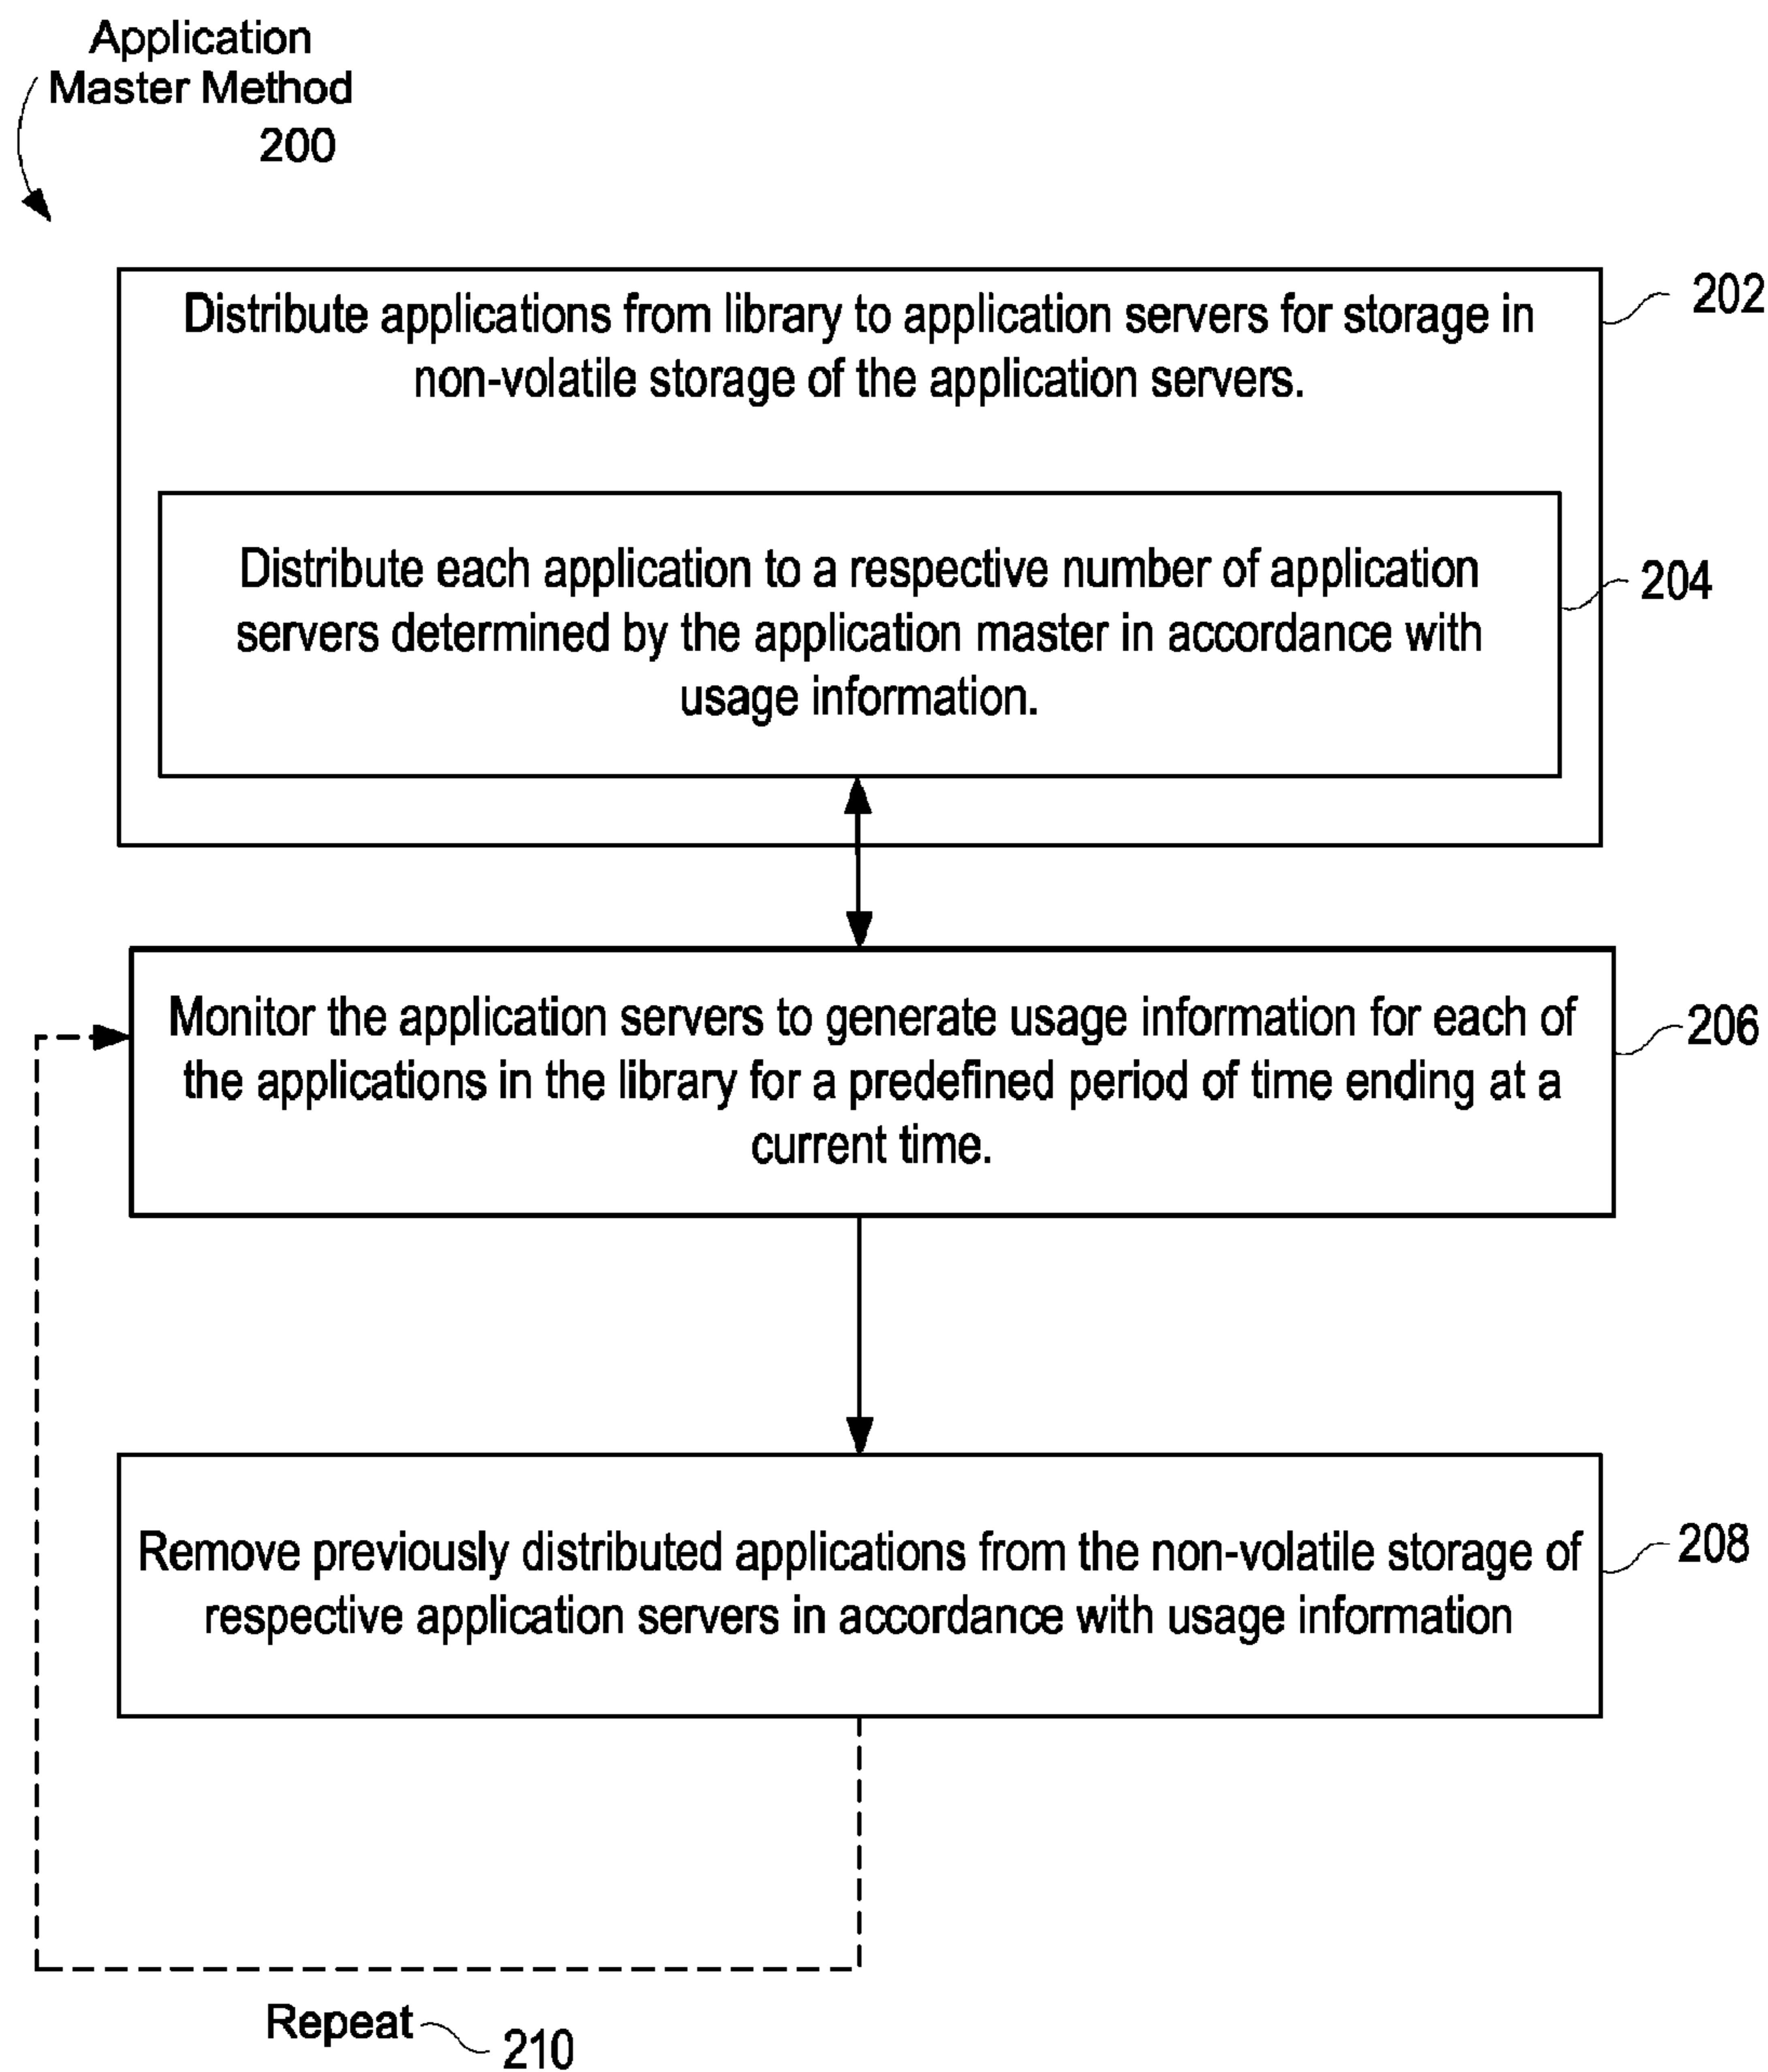 Application
Master Method
200
Distribute applications from library to application servers for storage in
non-volatile storage of the application servers.
202
Distribute each application to a respective number of application
servers determined by the application master in accordance with
usage information.
204
Monitor the application servers to generate usage information for each of
the applications in the library for a predefined period of time ending at a
current time.
206
Remove previously distributed applications from the non-volatile storage of
respective application servers in accordance with usage information
208
Repeat
210